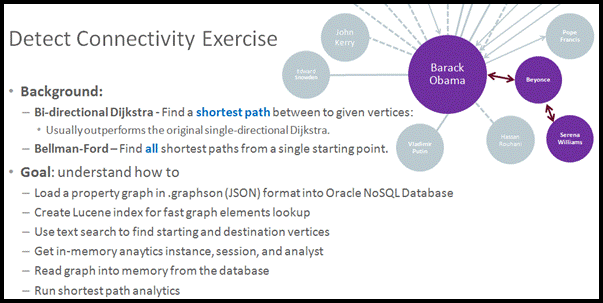 Detect Connectivity Exercise
John
Kerry
Edward
Snowden
Barack
Obama
Pope
Francis
Beyonce
Vladimir
Putin
Hassan
Rouhani
Serena
Williams
• Background:
– Bi-directional Dijkstra - Find a shortest path between to given vertices:
• Usually outperforms the original single-directional Dijkstra.
– Bellman-Ford – Find all shortest paths from a single starting point.
• Goal: understand how to
– Load a property graph in .graphson (JSON) format into Oracle NoSQL Database
– Create Lucene index for fast graph elements lookup
– Use text search to find starting and destination vertices
– Get in-memory anaytics instance, session, and analyst
– Read graph into memory from the database
– Run shortest path analytics